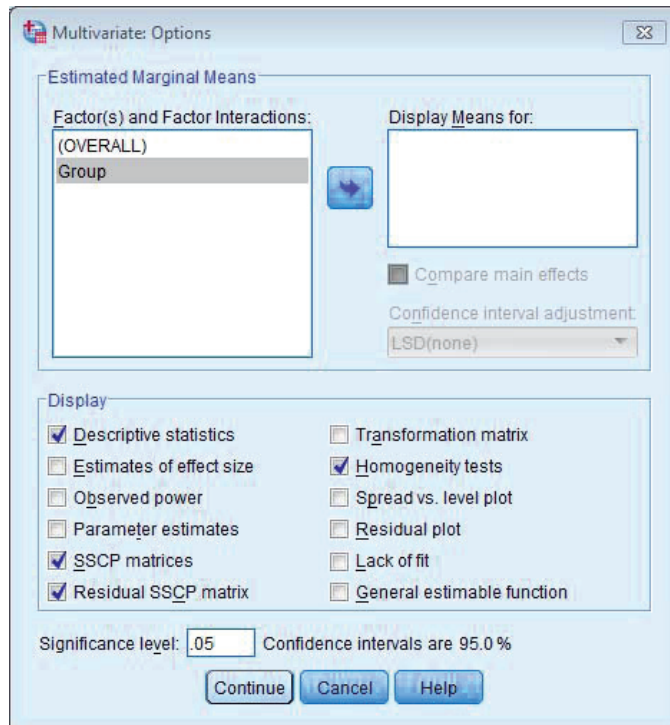 Multivariate: Options
Estimated Marginal Means
Factor(s) and Factor Interactions:
(OVERALL)
Group
Display Means for:
Compare main effects
Confidence interval adjustment:
LSD(none)
Display
Descriptive statistics
Estimates of effect size
Observed power
Parameter estimates
SSCP matrices
Residual SSCP matrix
Transformation matrix
Homogeneity tests
Spread vs. level plot
Residual plot
Lack of fit
General estimable function
Significance level: .05 Confidence intervals are 95.0 %
Continue Cancel Help